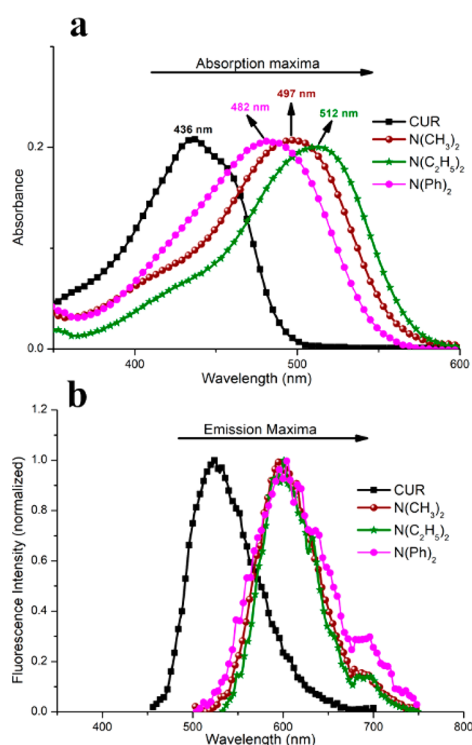 a
Absorption maxima
482 nm
497 nm
512 nm
436 nm
CUR
N(CH₃)₂
N(C₂H₅)₂
N(Ph)₂
Absorbance
0.2
0.0
400
500
600
Wavelength (nm)
b
Emission Maxima
CUR
N(CH₃)₂
N(C₂H₅)₂
N(Ph)₂
Fluorescence Intensity (normalized)
1.2
1.0
0.8
0.6
0.4
0.2
0.0
400
500
600
700
800
Wavelength (nm)